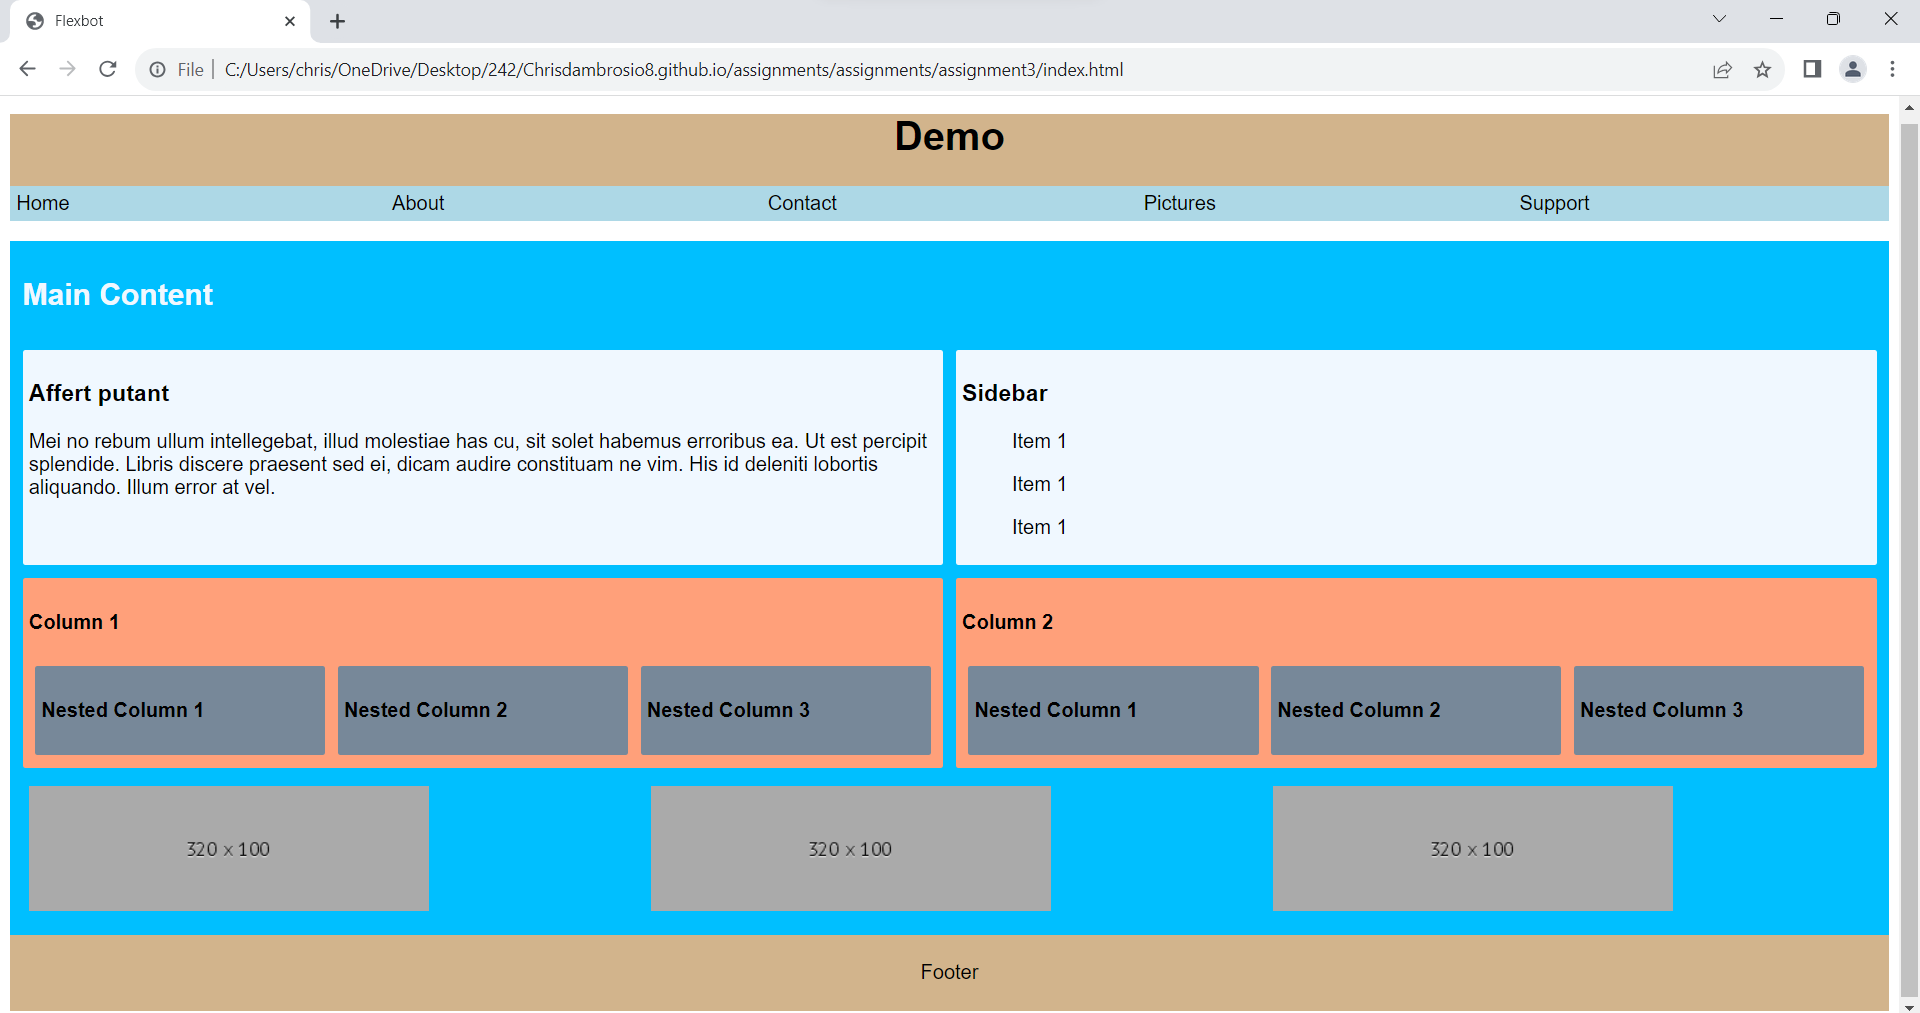 Flexbot
File
C:/Users/chris/OneDrive/Desktop/242/Chrisdambrosio8.github.io/assignments/assignments/assignment3/index.html
Demo
Home About Contact Pictures Support
Main Content
Affert putant
Mei no rebum ullum intellegebat, illud molestiae has cu, sit solet habemus erroribus ea. Ut est percipit
splendide. Libris discere praesent sed ei, dicam audire constituam ne vim. His id deleniti lobortis
aliquando. Illum error at vel.
Sidebar
Item 1
Item 1
Item 1
Column 1
Nested Column 1 Nested Column 2 Nested Column 3
Column 2
Nested Column 1 Nested Column 2 Nested Column 3
320 x 100 320 x 100 320 x 100
Footer